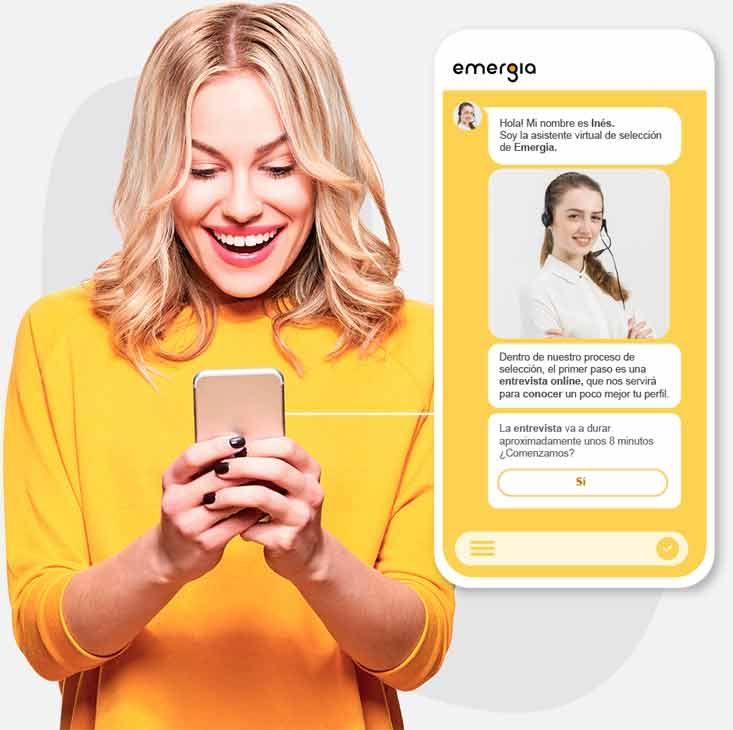 emergia
Hola! Mi nombre es Inés.
Soy la asistente virtual de selección
de Emergia.
Dentro de nuestro proceso de
selección, el primer paso es una
entrevista online, que nos servirá
para conocer un poco mejor tu perfil.
La entrevista va a durar
aproximadamente unos 8 minutos
¿Comenzamos?
Sí